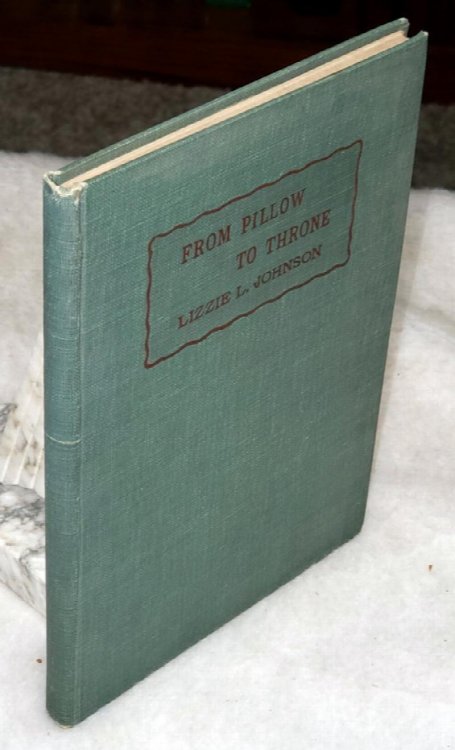 FROM PILLOW
TO THRONE
LIZZIE L. JOHNSON